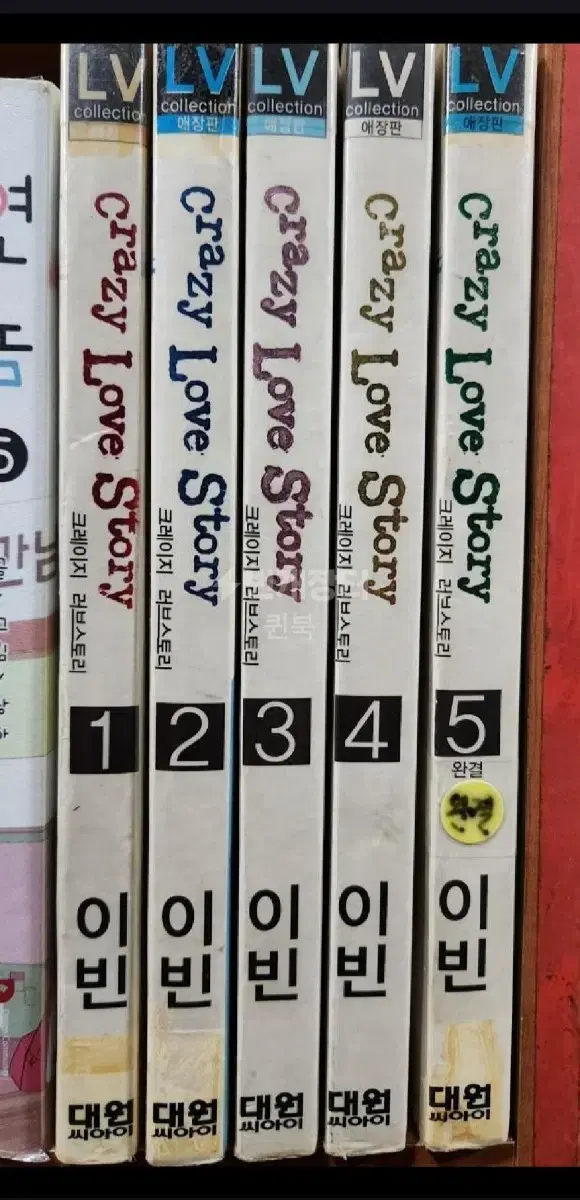 LV
collection
crazy Love Story
크레이지 러브스토리
1
이빈
대원
씨아이
LV
collection
애장판
crazy Love Story
크레이지 러브스토리
2
이빈
대원
씨아이
LV
collection
애장판
crazy Love Story
크레이지 러브스토리
3
이빈
대원
씨아이
LV
collection
애장판
crazy Love Story
크레이지 러브스토리
4
이빈
대원
씨아이
LV
collection
애장판
crazy Love Story
크레이지 러브스토리
5
완결
이빈
대원
씨아이
번개장터
퀸북